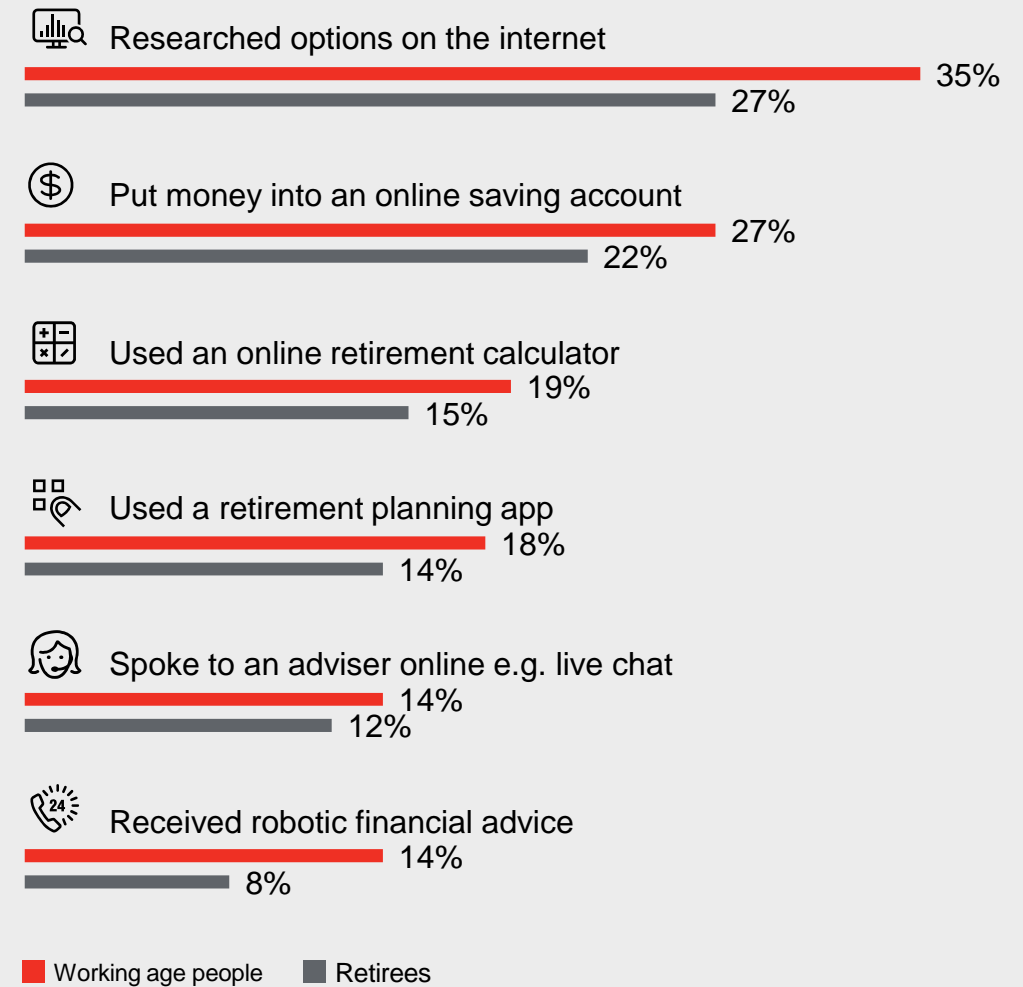 Researched options on the internet
35%
27%
Put money into an online saving account
27%
22%
Used an online retirement calculator
19%
15%
Used a retirement planning app
18%
14%
Spoke to an adviser online e.g. live chat
14%
12%
24
Received robotic financial advice
14%
8%
Working age people Retirees